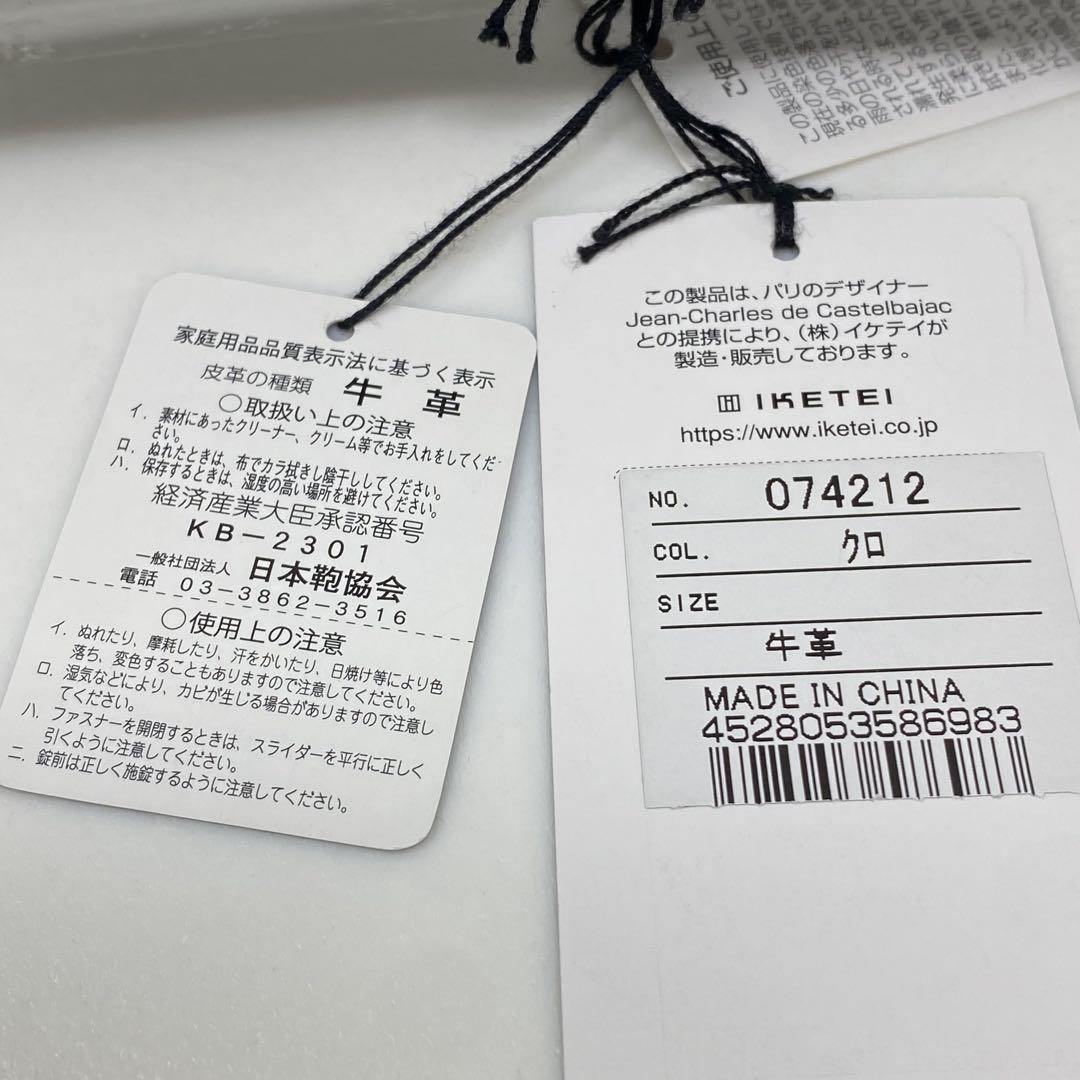 家庭用品品質表示法に基づく表示
皮革の種類 牛 革
○取扱い上の注意
イ. 素材にあったクリーナー、クリーム等でお手入れをしてくだ
さい。
ロ. ぬれたときは、布でカラ拭きし陰干ししてください。
ハ. 保存するときは、湿度の高い場所を避けてください。
経済産業大臣承認番号
KB-2301
一般社団法人 日本鞄協会
電話 03-3862-3516
○使用上の注意
イ. ぬれたり、摩耗したり、汗をかいたり、日焼け等により色
落ち、変色することもありますので注意してください。
ロ. 湿気などにより、カビが生じる場合がありますので注意し
てください。
ハ. ファスナーを開閉するときは、スライダーを平行に正しく
引くように注意してください。
ニ. 錠前は正しく施錠するように注意してください。
ご使用上の
この製品は、パリのデザイナー
Jean-Charles de Castelbajac
との提携により、(株)イケテイが
製造・販売しております。
IKETEI
https://www.iketei.co.jp
NO. 074212
COL. クロ
SIZE
牛革
MADE IN CHINA
4528053586983